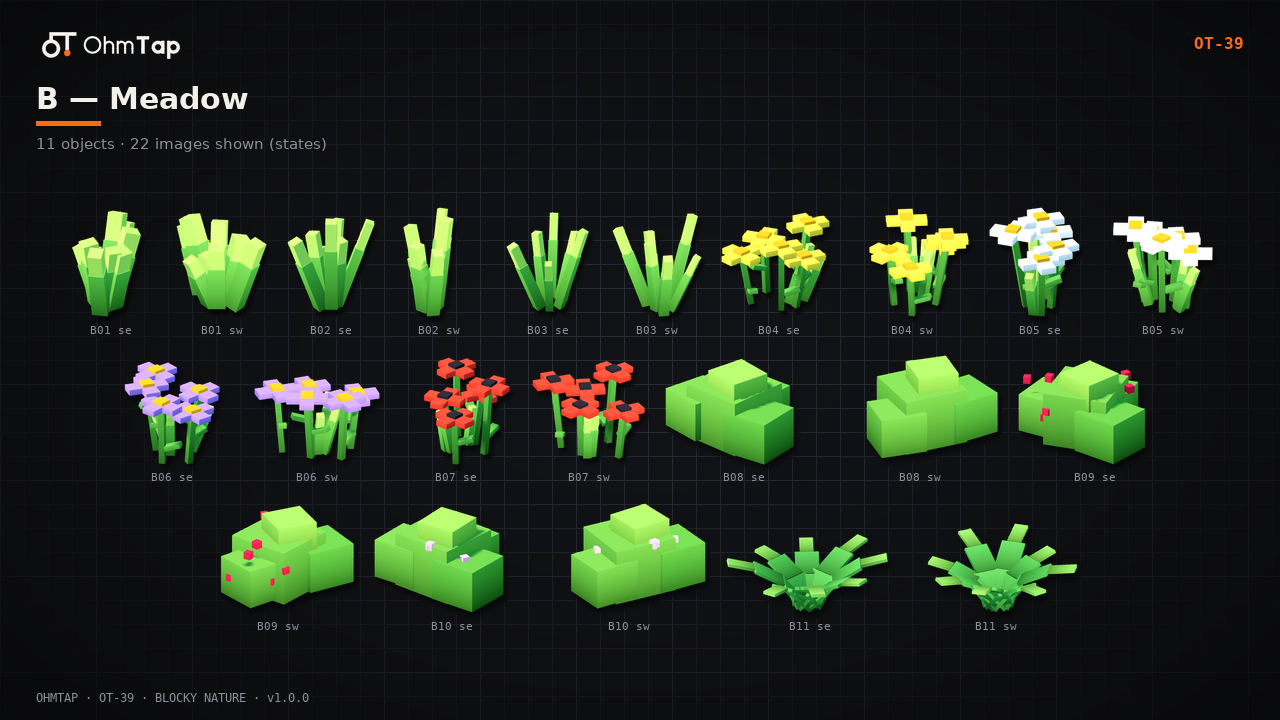 OhmTap
OT-39
B — Meadow
11 objects · 22 images shown (states)
B01 se
B01 sw
B02 se
B02 sw
B03 se
B03 sw
B04 se
B04 sw
B05 se
B05 sw
B06 se
B06 sw
B07 se
B07 sw
B08 se
B08 sw
B09 se
B09 sw
B10 se
B10 sw
B11 se
B11 sw
OHMTAP · OT-39 · BLOCKY NATURE · v1.0.0